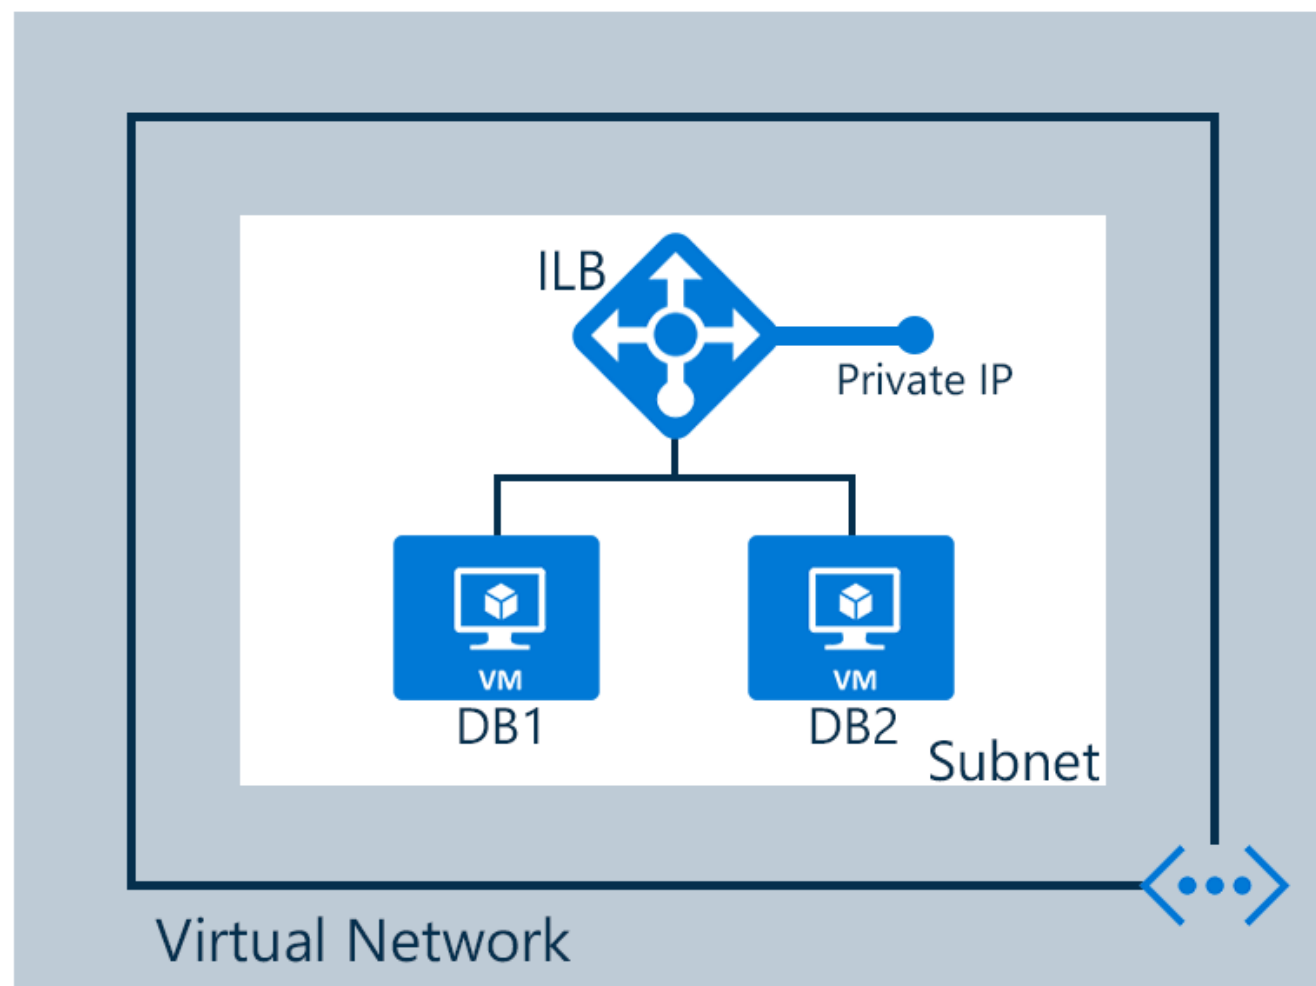 ILB
Private IP
VM
VM
DB1
DB2
Subnet
Virtual Network